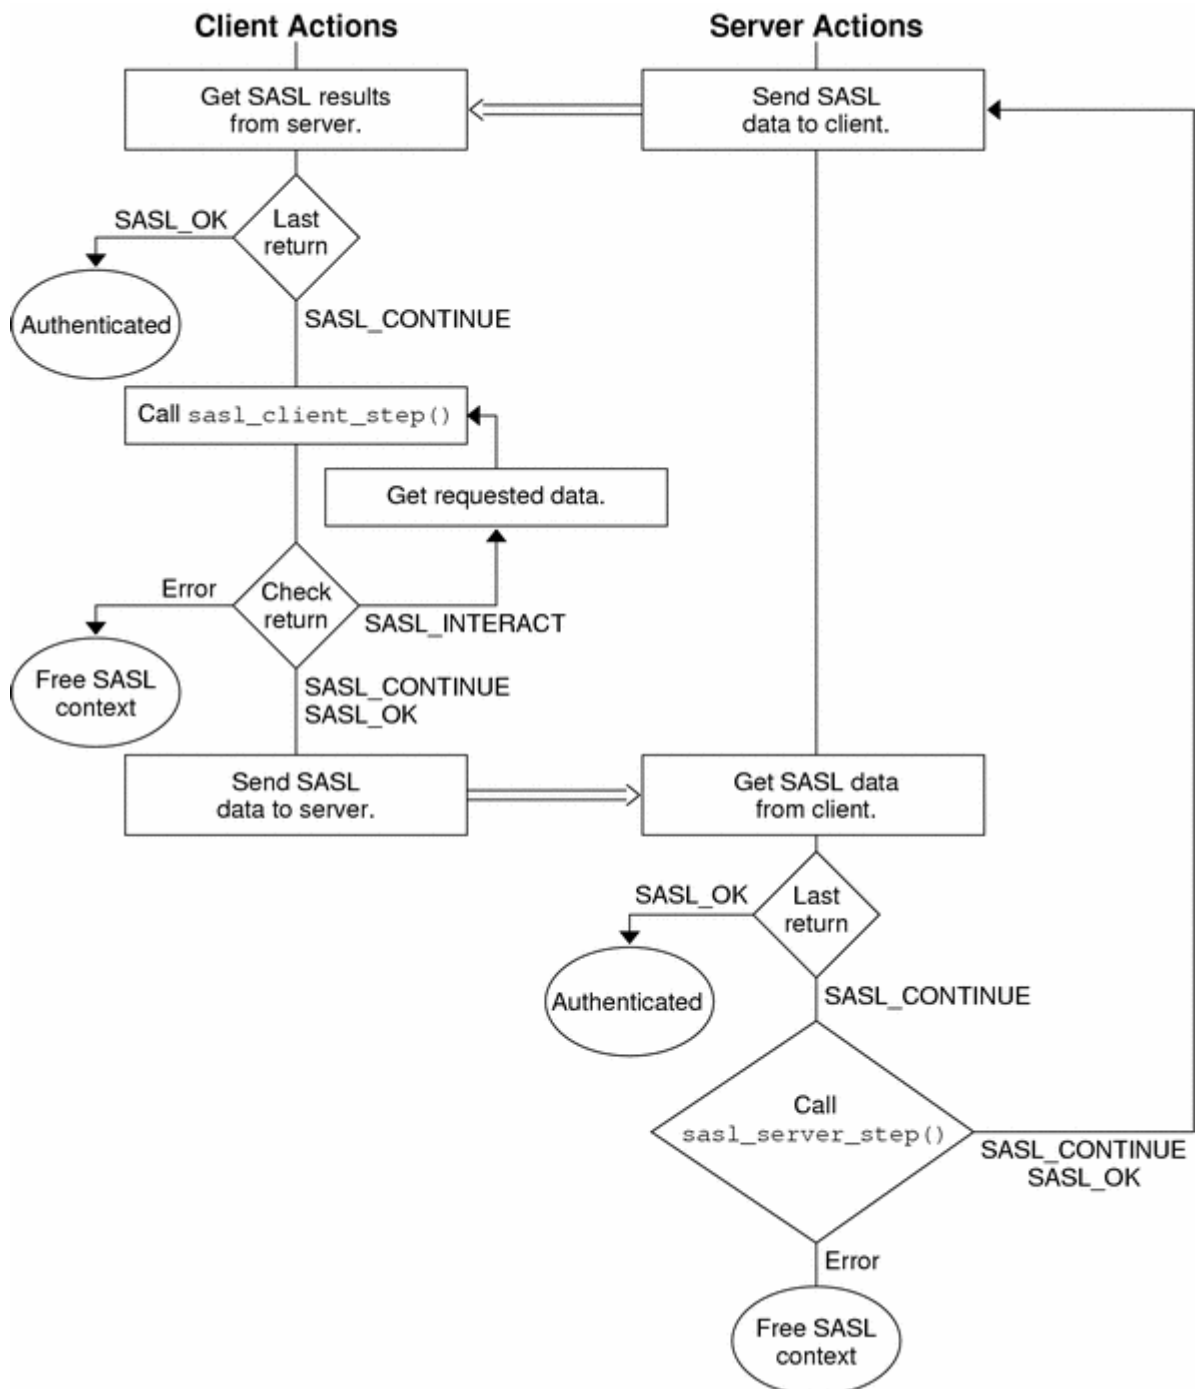 Client Actions
Server Actions
Get SASL results
from server.
Send SASL
data to client.
SASL_OK
Last
return
Authenticated
SASL_CONTINUE
Call sasl_client_step()
Get requested data.
Error
Check
return
SASL_INTERACT
Free SASL
context
SASL_CONTINUE
SASL_OK
Send SASL
data to server.
Get SASL data
from client.
SASL_OK
Last
return
Authenticated
SASL_CONTINUE
Call
sasl_server_step()
SASL_CONTINUE
SASL_OK
Error
Free SASL
context